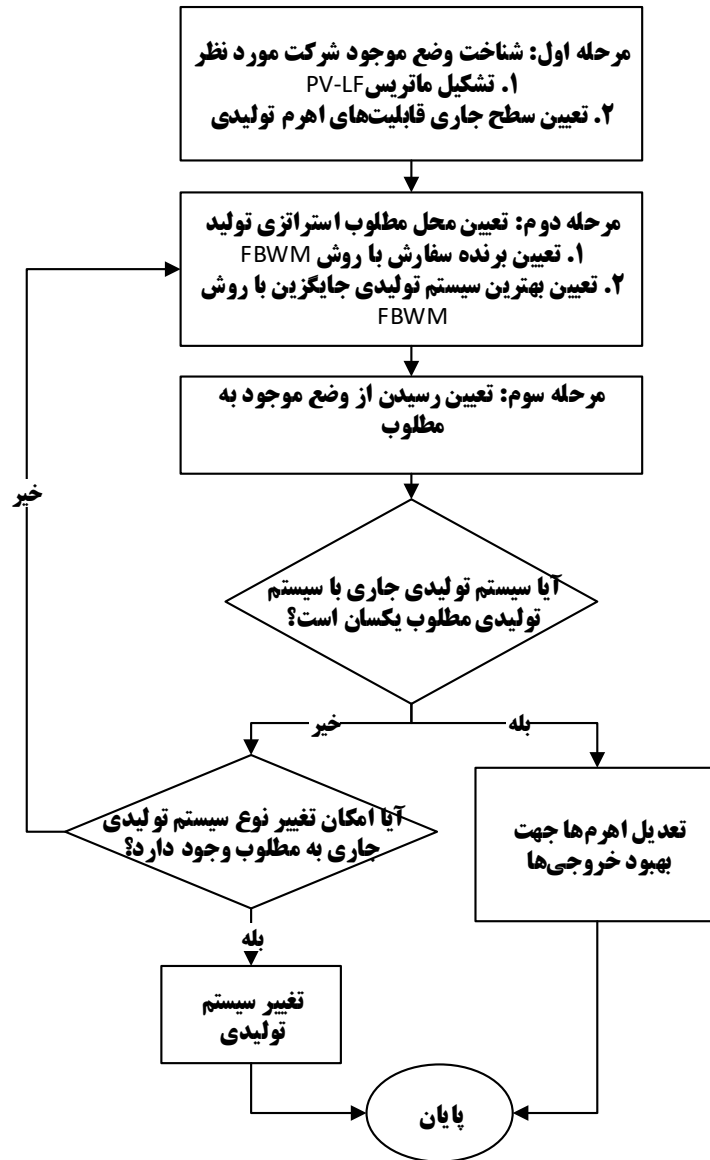 مرحله اول: شناخت وضع موجود شرکت مورد نظر
۱. تشکیل ماتریس PV-LF
۲. تعیین سطح جاری قابلیت‌های اهرم تولیدی
مرحله دوم: تعیین محل مطلوب استراتژی تولید
۱. تعیین برنده سفارش با روش FBWM
۲. تعیین بهترین سیستم تولیدی جایگزین با روش
FBWM
مرحله سوم: تعیین رسیدن از وضع موجود به
مطلوب
خیر
آیا سیستم تولیدی جاری با سیستم
تولیدی مطلوب یکسان است؟
خیر
بله
آیا امکان تغییر نوع سیستم تولیدی
جاری به مطلوب وجود دارد؟
تعدیل اهرم‌ها جهت
بهبود خروجی‌ها
بله
تغییر سیستم
تولیدی
پایان